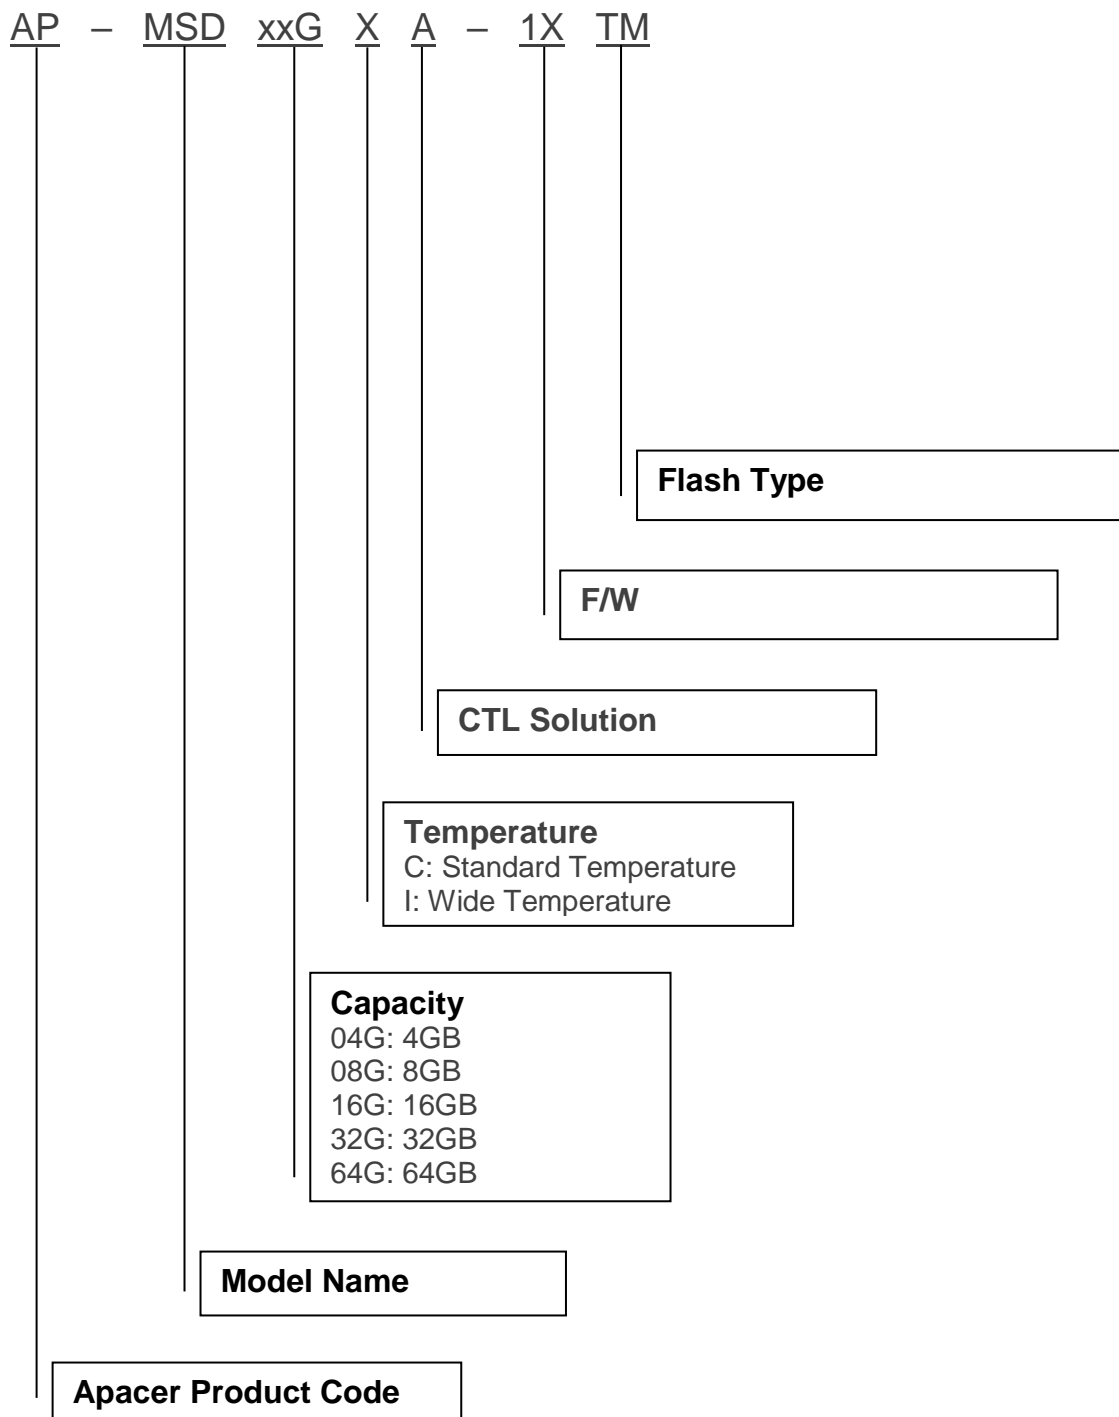 AP – MSD xxG X A – 1X TM
Flash Type
F/W
CTL Solution
Temperature
C: Standard Temperature
I: Wide Temperature
Capacity
04G: 4GB
08G: 8GB
16G: 16GB
32G: 32GB
64G: 64GB
Model Name
Apacer Product Code